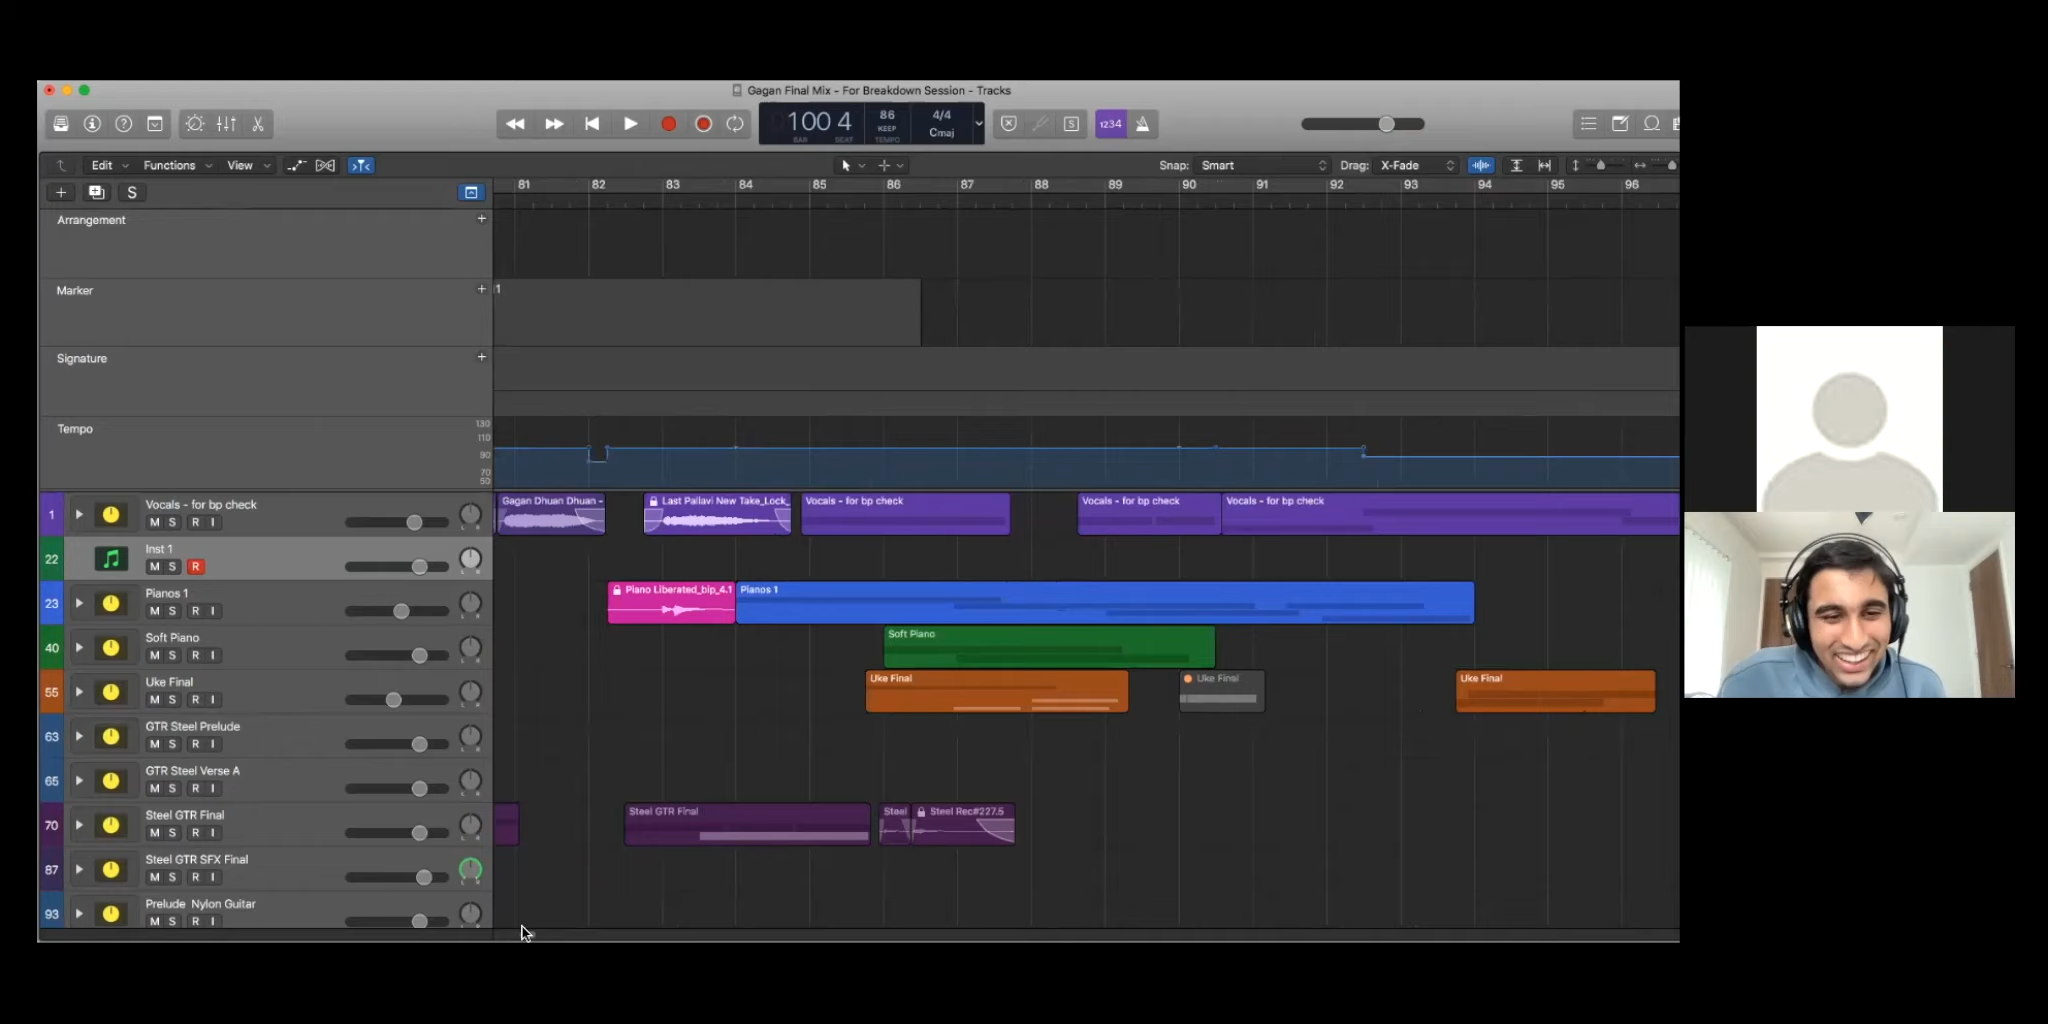 Gagan Final Mix - For Breakdown Session - Tracks
100 4
BAR BEAT
86
KEEP
TEMPO
4/4
Cmaj
1234
Edit Functions View
Snap: Smart Drag: X-Fade
S
81 82 83 84 85 86 87 88 89 90 91 92 93 94 95 96
Arrangement
Marker
Signature
Tempo
130
110
90
70
50
1 Vocals - for bp check
M S R I
Gagan Dhuan Dhuan -
Last Pallavi New Take_Lock_
Vocals - for bp check
Vocals - for bp check
Vocals - for bp check
22 Inst 1
M S R
23 Pianos 1
M S R I
Piano Liberated_bip_4.1
Pianos 1
40 Soft Piano
M S R I
Soft Piano
55 Uke Final
M S R I
Uke Final
Uke Final
Uke Final
63 GTR Steel Prelude
M S R I
65 GTR Steel Verse A
M S R I
70 Steel GTR Final
M S R I
Steel GTR Final
Steel
Steel Rec#227.5
87 Steel GTR SFX Final
M S R I
93 Prelude Nylon Guitar
M S R I